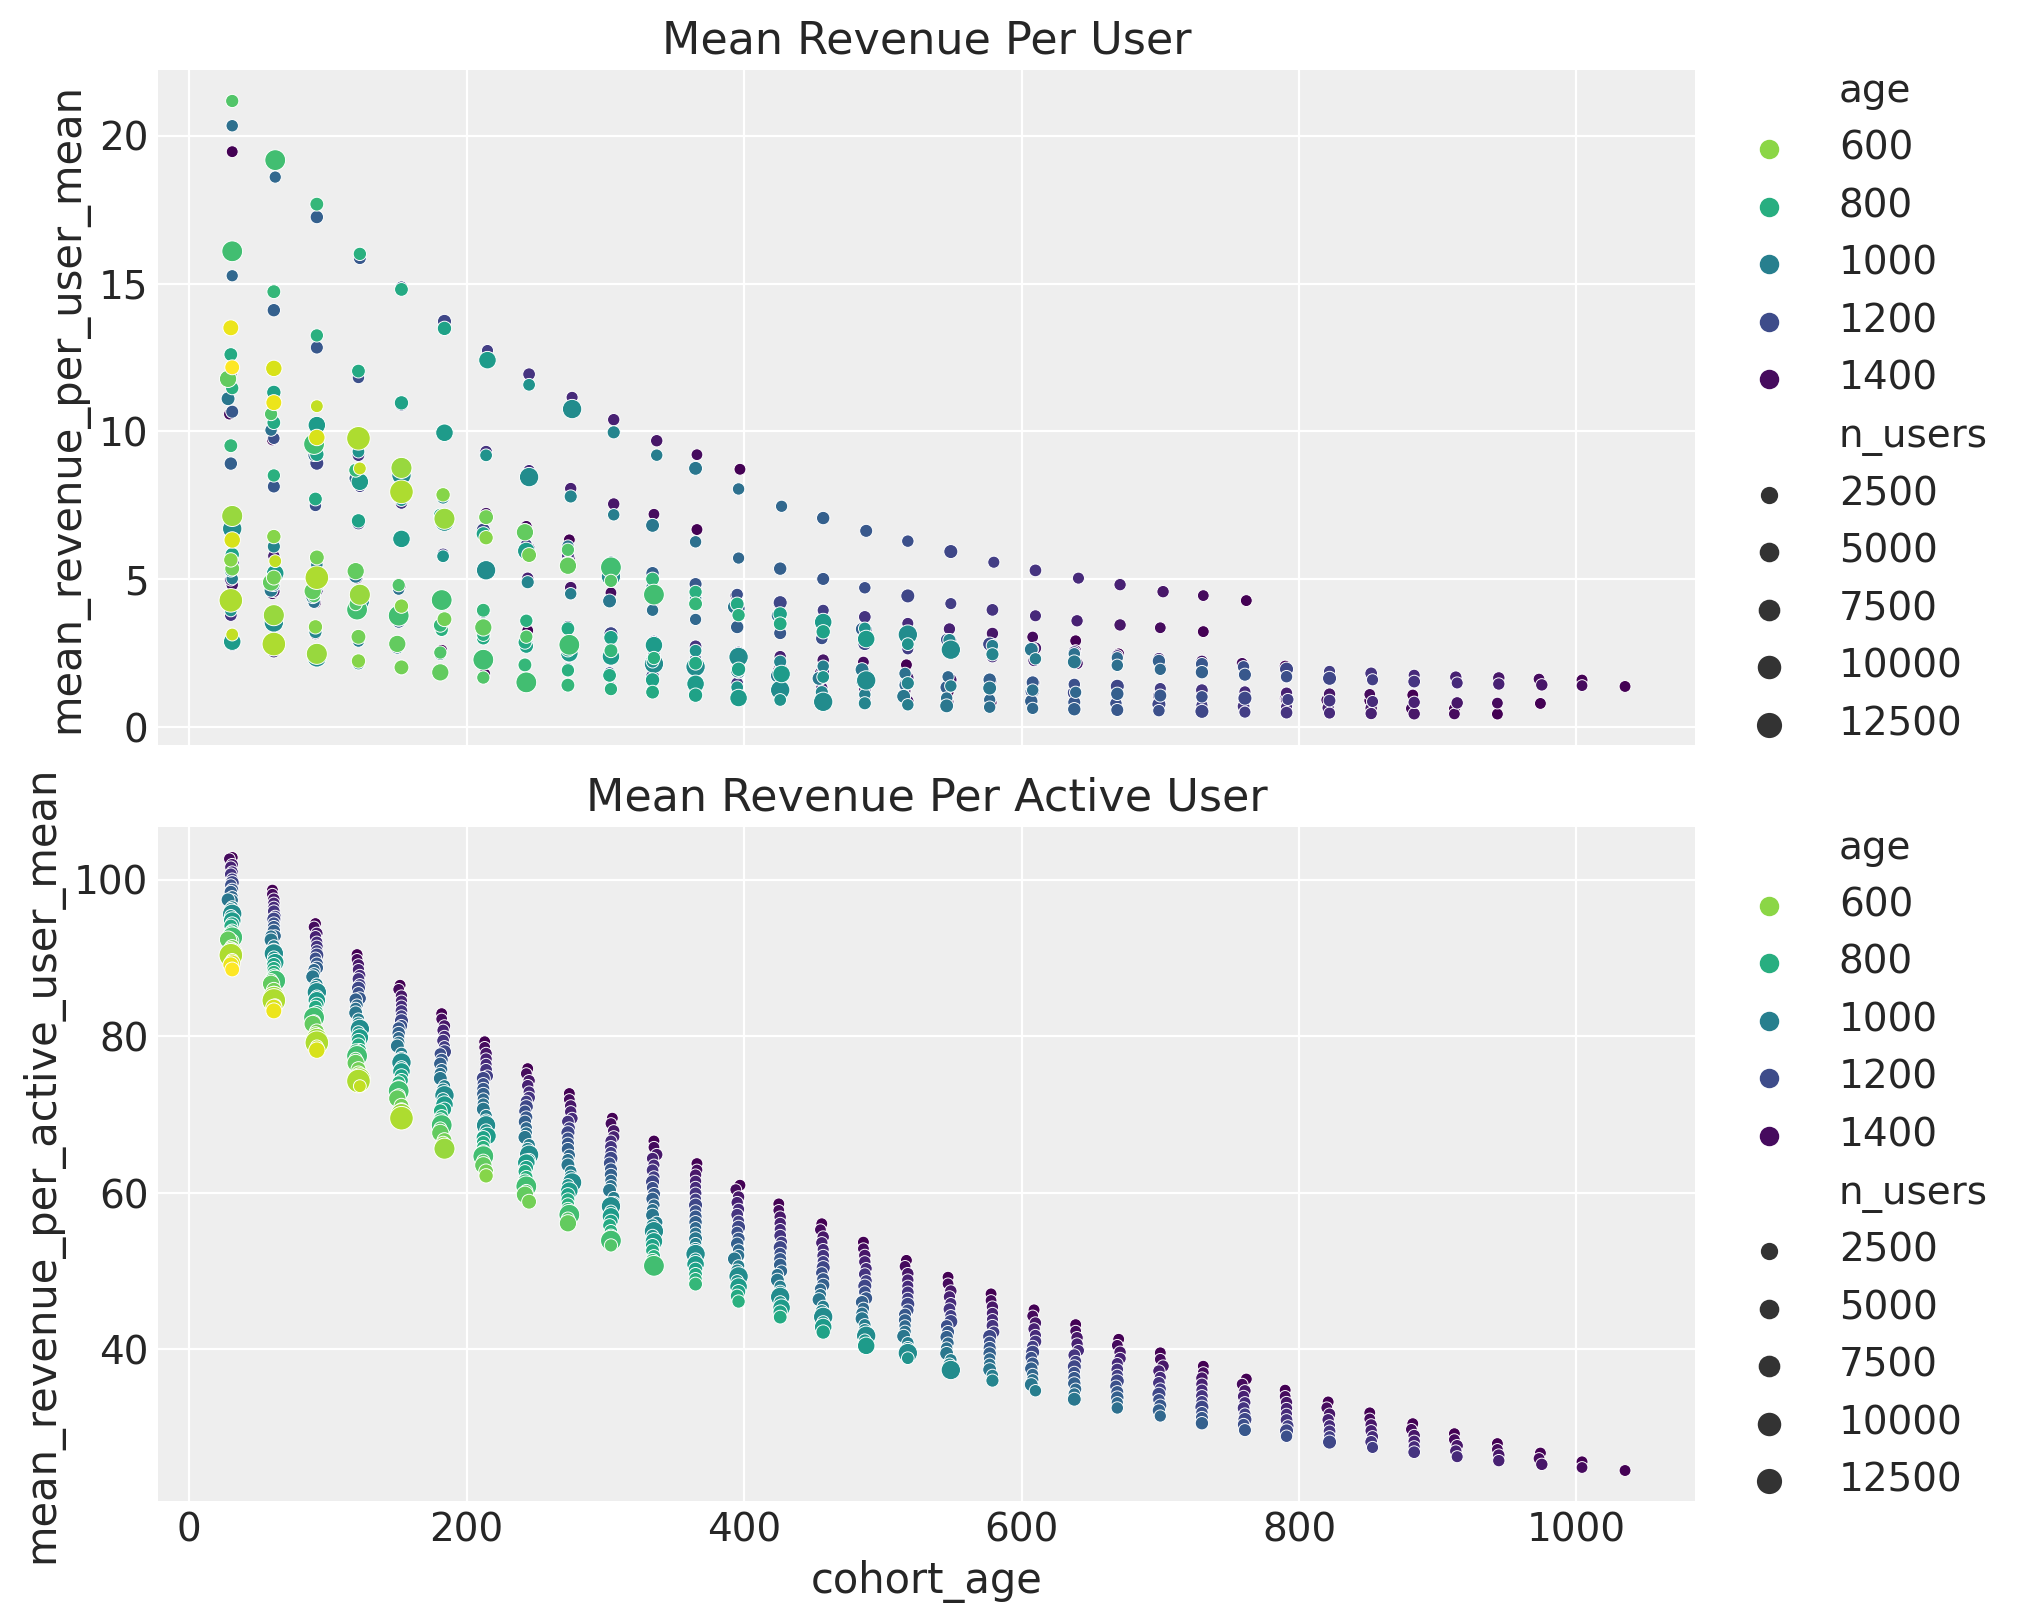 Mean Revenue Per User
mean_revenue_per_user_mean
20
15
10
5
0
age
600
800
1000
1200
1400
n_users
2500
5000
7500
10000
12500
Mean Revenue Per Active User
mean_revenue_per_active_user_mean
100
80
60
40
0 200 400 600 800 1000
cohort_age
age
600
800
1000
1200
1400
n_users
2500
5000
7500
10000
12500